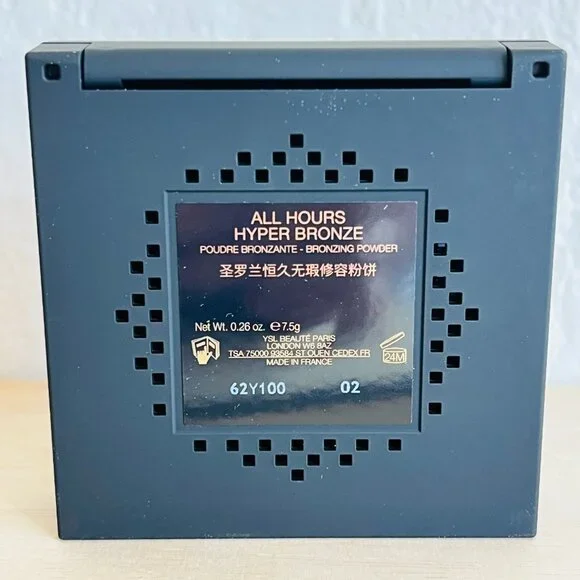 ALL HOURS
HYPER BRONZE
POUDRE BRONZANTE - BRONZING POWDER
圣罗兰恒久无瑕修容粉饼
Net Wt. 0.26 oz. ℮7.5g
YSL BEAUTÉ PARIS
LONDON W6 8AZ
TSA 75000 93584 ST OUEN CEDEX FR
MADE IN FRANCE
24M
62Y100 02